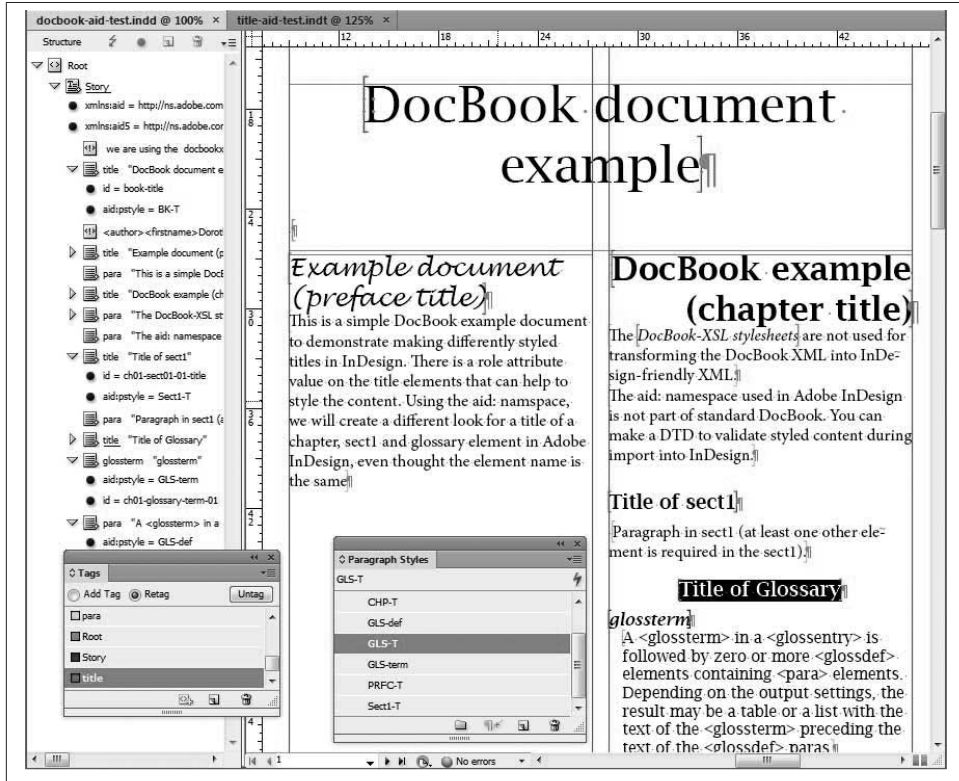 docbook-aid-test.indd @ 100% × title-aid-test.indt @ 125% ×
Structure
12 18 24 30 36 42
Root
Story
xmlns:aid = http://ns.adobe.com
xmlns:aid5 = http://ns.adobe.cor
we are using the docbookx
title "DocBook document e
id = book-title
aid:pstyle = BK-T
<author><firstname>Dorot
title "Example document (p
para "This is a simple DocB
title "DocBook example (ch
para "The DocBook-XSL st
para "The aid: namespace
title "Title of sect1"
id = ch01-sect01-01-title
aid:pstyle = Sect1-T
para "Paragraph in sect1 (a
title "Title of Glossary"
glossterm "glossterm"
aid:pstyle = GLS-term
id = ch01-glossary-term-01
para "A <glossterm> in a
aid:pstyle = GLS-def
18
24
30
36
42
4
DocBook document
example¶
¶
Example document
(preface title)¶
This is a simple DocBook example document
to demonstrate making differently styled
titles in InDesign. There is a role attribute
value on the title elements that can help to
style the content. Using the aid: namspace,
we will create a different look for a title of a
chapter, sect1 and glossary element in Adobe
InDesign, even thought the element name is
the same¶
DocBook example
(chapter title)¶
The DocBook-XSL stylesheets are not used for
transforming the DocBook XML into InDe-
sign-friendly XML.¶
The aid: namespace used in Adobe InDesign
is not part of standard DocBook. You can
make a DTD to validate styled content during
import into InDesign.¶
Title of sect1¶
Paragraph in sect1 (at least one other ele-
ment is required in the sect1).¶
Title of Glossary¶
glossterm¶
A <glossterm> in a <glossentry> is
followed by zero or more <glossdef>
elements containing <para> elements.
Depending on the output settings, the
result may be a table or a list with the
text of the <glossterm> preceding the
text of the <glossdef> paras¶
Tags
Add Tag Retag Untag
para
Root
Story
title
Paragraph Styles
GLS-T
CHP-T
GLS-def
GLS-T
GLS-term
PRFC-T
Sect1-T
1 No errors